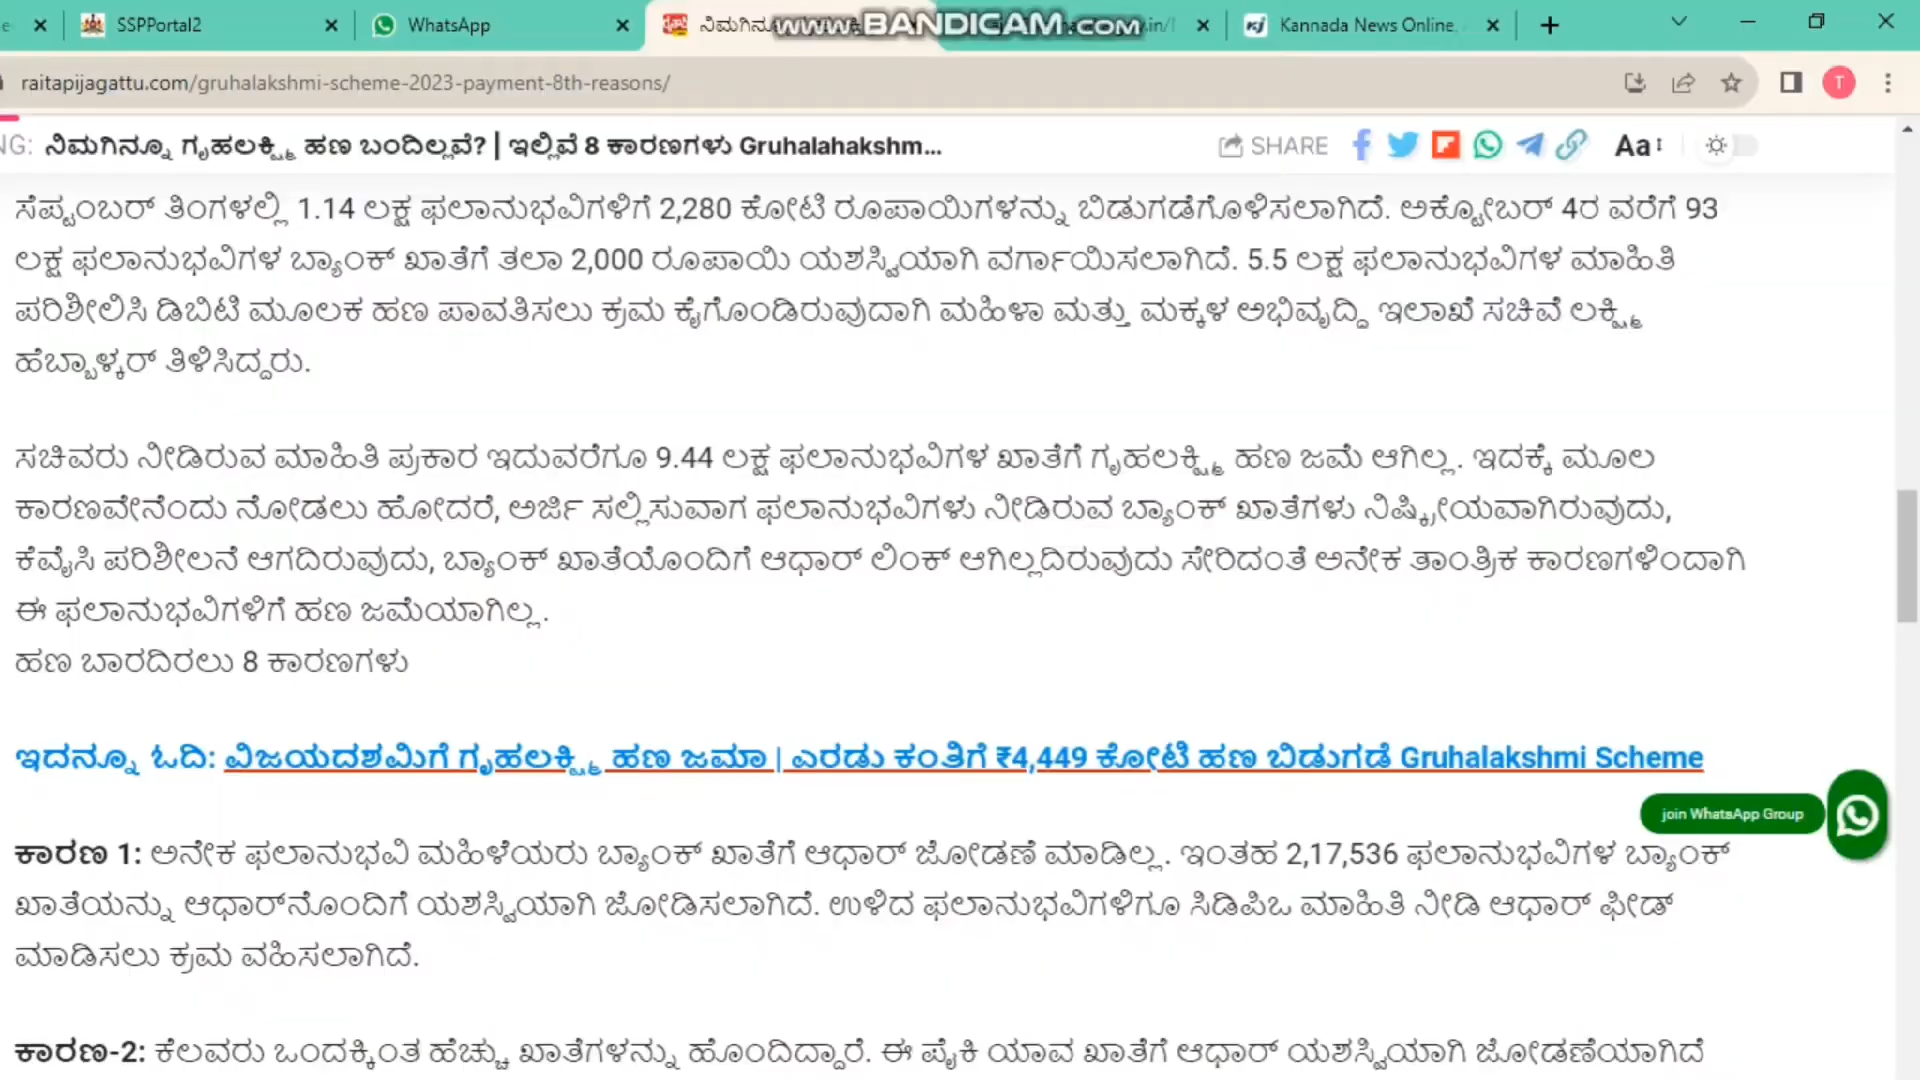 SSPPortal2
WhatsApp
www.BANDICAM.com
Kannada News Online,
raitapijagattu.com/gruhalakshmi-scheme-2023-payment-8th-reasons/
NG: ನಿಮಗಿನ್ನೂ ಗೃಹಲಕ್ಷ್ಮಿ ಹಣ ಬಂದಿಲ್ಲವೆ? | ಇಲ್ಲಿವೆ 8 ಕಾರಣಗಳು Gruhalahakshm...
SHARE
Aa
ಸೆಪ್ಟಂಬರ್ ತಿಂಗಳಲ್ಲಿ 1.14 ಲಕ್ಷ ಫಲಾನುಭವಿಗಳಿಗೆ 2,280 ಕೋಟಿ ರೂಪಾಯಿಗಳನ್ನು ಬಿಡುಗಡೆಗೊಳಿಸಲಾಗಿದೆ. ಅಕ್ಟೋಬರ್ 4ರ ವರೆಗೆ 93
ಲಕ್ಷ ಫಲಾನುಭವಿಗಳ ಬ್ಯಾಂಕ್ ಖಾತೆಗೆ ತಲಾ 2,000 ರೂಪಾಯಿ ಯಶಸ್ವಿಯಾಗಿ ವರ್ಗಾಯಿಸಲಾಗಿದೆ. 5.5 ಲಕ್ಷ ಫಲಾನುಭವಿಗಳ ಮಾಹಿತಿ
ಪರಿಶೀಲಿಸಿ ಡಿಬಿಟಿ ಮೂಲಕ ಹಣ ಪಾವತಿಸಲು ಕ್ರಮ ಕೈಗೊಂಡಿರುವುದಾಗಿ ಮಹಿಳಾ ಮತ್ತು ಮಕ್ಕಳ ಅಭಿವೃದ್ದಿ ಇಲಾಖೆ ಸಚಿವೆ ಲಕ್ಷ್ಮಿ
ಹೆಬ್ಬಾಳ್ಕರ್ ತಿಳಿಸಿದ್ದರು.
ಸಚಿವರು ನೀಡಿರುವ ಮಾಹಿತಿ ಪ್ರಕಾರ ಇದುವರೆಗೂ 9.44 ಲಕ್ಷ ಫಲಾನುಭವಿಗಳ ಖಾತೆಗೆ ಗೃಹಲಕ್ಷ್ಮಿ ಹಣ ಜಮೆ ಆಗಿಲ್ಲ. ಇದಕ್ಕೆ ಮೂಲ
ಕಾರಣವೇನೆಂದು ನೋಡಲು ಹೋದರೆ, ಅರ್ಜಿ ಸಲ್ಲಿಸುವಾಗ ಫಲಾನುಭವಿಗಳು ನೀಡಿರುವ ಬ್ಯಾಂಕ್ ಖಾತೆಗಳು ನಿಷ್ಕ್ರೀಯವಾಗಿರುವುದು,
ಕೆವೈಸಿ ಪರಿಶೀಲನೆ ಆಗದಿರುವುದು, ಬ್ಯಾಂಕ್ ಖಾತೆಯೊಂದಿಗೆ ಆಧಾರ್ ಲಿಂಕ್ ಆಗಿಲ್ಲದಿರುವುದು ಸೇರಿದಂತೆ ಅನೇಕ ತಾಂತ್ರಿಕ ಕಾರಣಗಳಿಂದಾಗಿ
ಈ ಫಲಾನುಭವಿಗಳಿಗೆ ಹಣ ಜಮೆಯಾಗಿಲ್ಲ.
ಹಣ ಬಾರದಿರಲು 8 ಕಾರಣಗಳು
ಇದನ್ನೂ ಓದಿ: ವಿಜಯದಶಮಿಗೆ ಗೃಹಲಕ್ಷ್ಮಿ ಹಣ ಜಮಾ | ಎರಡು ಕಂತಿಗೆ ₹4,449 ಕೋಟಿ ಹಣ ಬಿಡುಗಡೆ Gruhalakshmi Scheme
join WhatsApp Group
ಕಾರಣ 1: ಅನೇಕ ಫಲಾನುಭವಿ ಮಹಿಳೆಯರು ಬ್ಯಾಂಕ್ ಖಾತೆಗೆ ಆಧಾರ್ ಜೋಡಣೆ ಮಾಡಿಲ್ಲ. ಇಂತಹ 2,17,536 ಫಲಾನುಭವಿಗಳ ಬ್ಯಾಂಕ್
ಖಾತೆಯನ್ನು ಆಧಾರ್‌ನೊಂದಿಗೆ ಯಶಸ್ವಿಯಾಗಿ ಜೋಡಿಸಲಾಗಿದೆ. ಉಳಿದ ಫಲಾನುಭವಿಗಳಿಗೂ ಸಿಡಿಪಿಒ ಮಾಹಿತಿ ನೀಡಿ ಆಧಾರ್ ಫೀಡ್
ಮಾಡಿಸಲು ಕ್ರಮ ವಹಿಸಲಾಗಿದೆ.
ಕಾರಣ-2: ಕೆಲವರು ಒಂದಕ್ಕಿಂತ ಹೆಚ್ಚು ಖಾತೆಗಳನ್ನು ಹೊಂದಿದ್ದಾರೆ. ಈ ಪೈಕಿ ಯಾವ ಖಾತೆಗೆ ಆಧಾರ್ ಯಶಸ್ವಿಯಾಗಿ ಜೋಡಣೆಯಾಗಿದೆ